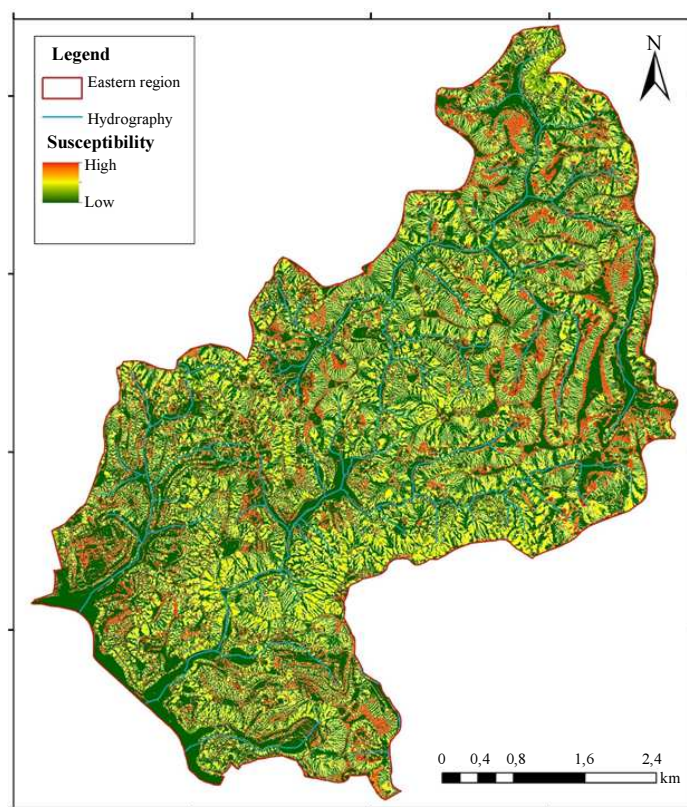 Legend
Eastern region
Hydrography
Susceptibility
High
Low
N
0 0,4 0,8 1,6 2,4
km